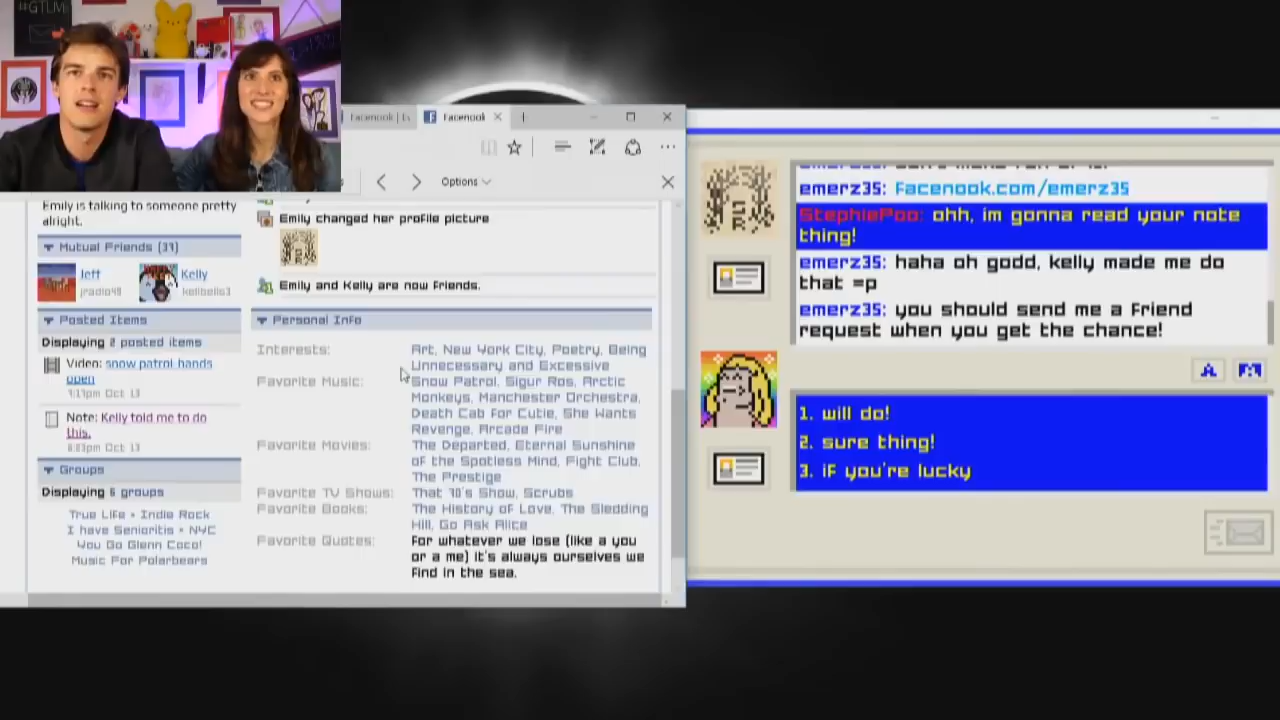 #GTLM
Facenook | L
Facenook
Options
Emily is talking to someone pretty
alright.
Mutual Friends (31)
Jeff
jradio45
Kelly
kellbells3
Posted Items
Displaying 2 posted items
Video: snow patrol hands
open
Note: Kelly told me to do
this.
Groups
Displaying 6 groups
True Life • Indie Rock
I have Senioritis • NYC
You Go Glenn Coco!
Music For Polarbears
Emily changed her profile picture
Emily and Kelly are now friends.
Personal Info
Interests: Art, New York City, Poetry, Being
Unnecessary and Excessive
Favorite Music: Snow Patrol, Sigur Ros, Arctic
Monkeys, Manchester Orchestra,
Death Cab For Cutie, She Wants
Revenge, Arcade Fire
Favorite Movies: The Departed, Eternal Sunshine
of the Spotless Mind, Fight Club,
The Prestige
Favorite TV Shows: That 70's Show, Scrubs
Favorite Books: The History of Love, The Sledding
Hill, Go Ask Alice
Favorite Quotes: For whatever we lose (like a you
or a me) it's always ourselves we
find in the sea.
emerz35: Facenook.com/emerz35
StephiePoo: ohh, im gonna read your note
thing!
emerz35: haha oh godd, kelly made me do
that =p
emerz35: you should send me a friend
request when you get the chance!
1. will do!
2. sure thing!
3. if you're lucky